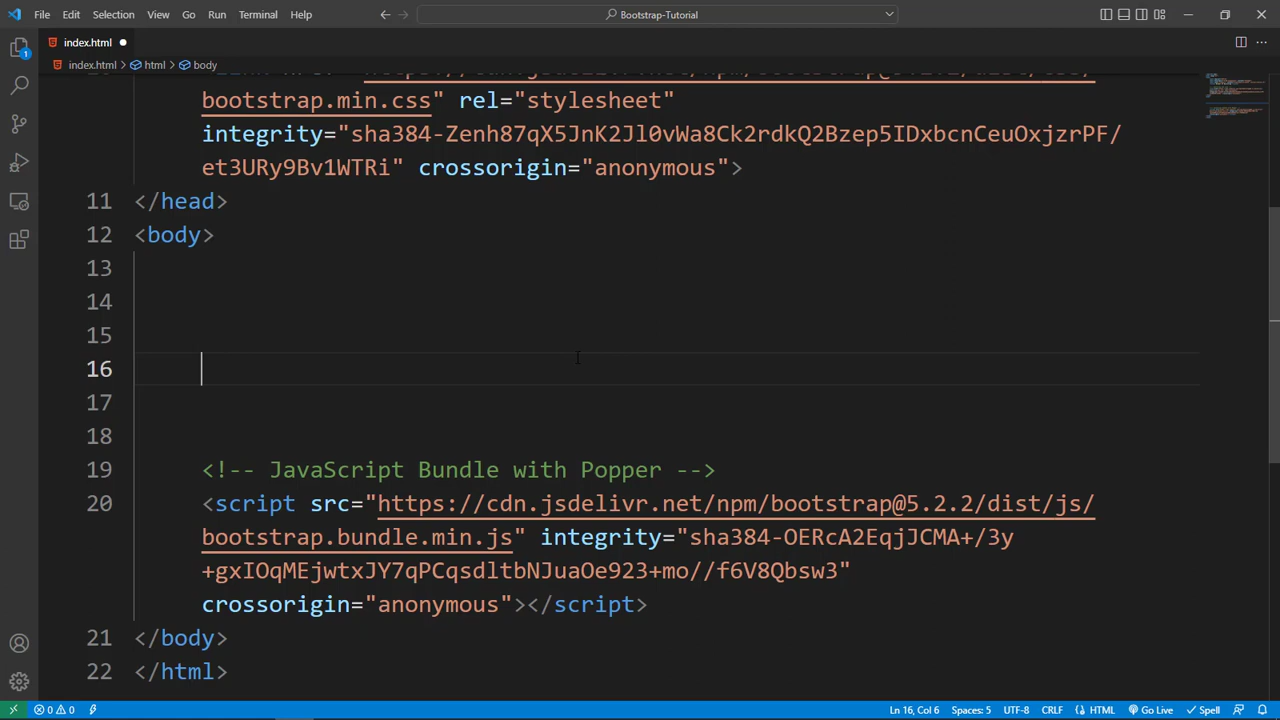 File Edit Selection View Go Run Terminal Help
Bootstrap-Tutorial
index.html
index.html > html > body
bootstrap.min.css" rel="stylesheet"
integrity="sha384-Zenh87qX5JnK2Jl0vWa8Ck2rdkQ2Bzep5IDxbcnCeuOxjzrPF/
et3URy9Bv1WTRi" crossorigin="anonymous">
11 </head>
12 <body>
13
14
15
16
17
18
19 <!-- JavaScript Bundle with Popper -->
20 <script src="https://cdn.jsdelivr.net/npm/bootstrap@5.2.2/dist/js/
bootstrap.bundle.min.js" integrity="sha384-OERcA2EqjJCMA+/3y
+gxIOqMEjwtxJY7qPCqsdltbNJuaOe923+mo//f6V8Qbsw3"
crossorigin="anonymous"></script>
21 </body>
22 </html>
1
0 0 Ln 16, Col 6 Spaces: 5 UTF-8 CRLF HTML Go Live Spell